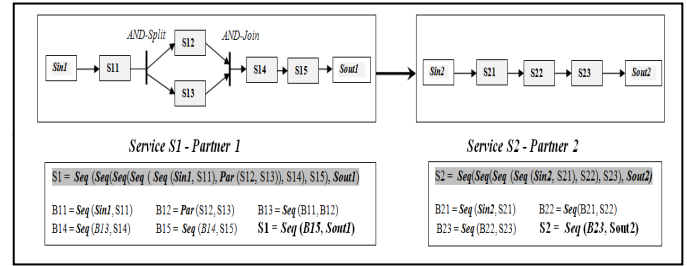 AND-Split
AND-Join
S12
Sin1
S11
S13
S14
S15
Sout1
Sin2
S21
S22
S23
Sout2
Service S1 - Partner 1
Service S2 - Partner 2
S1 = Seq (Seq(Seq(Seq ( Seq (Sin1, S11), Par (S12, S13)), S14), S15), Sout1)
B11 = Seq (Sin1, S11) B12 = Par (S12, S13) B13 = Seq (B11, B12)
B14 = Seq (B13, S14) B15 = Seq (B14, S15) S1 = Seq (B15, Sout1)
S2 = Seq(Seq(Seq (Seq (Sin2, S21), S22), S23), Sout2)
B21 = Seq (Sin2, S21) B22 = Seq(B21, S22)
B23 = Seq (B22, S23) S2 = Seq (B23, Sout2)